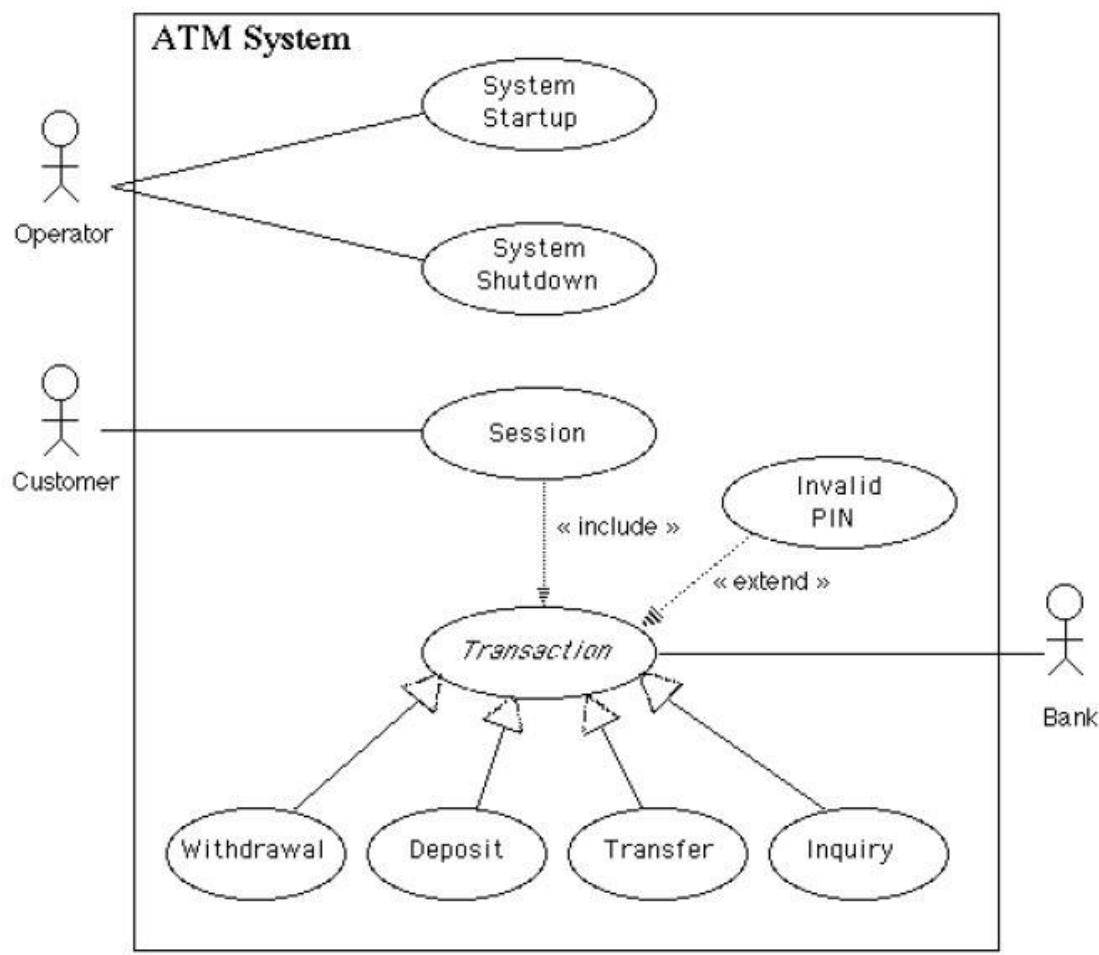 ATM System
System
Startup
Operator
System
Shutdown
Customer
Session
Invalid
PIN
« include »
« extend »
Transaction
Bank
Withdrawal
Deposit
Transfer
Inquiry